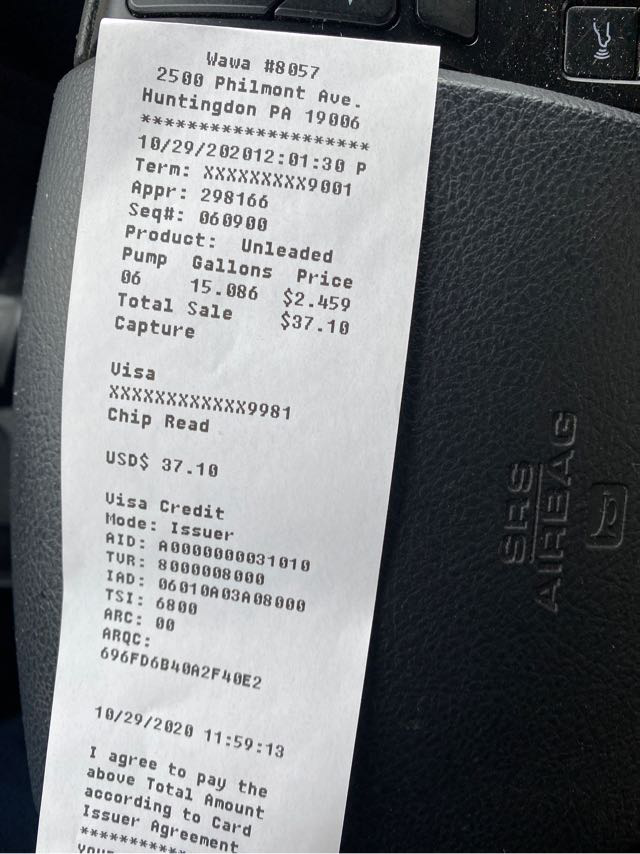 Wawa #8057
2500 Philmont Ave.
Huntingdon PA 19006
********************
10/29/202012:01:30 P
Term: XXXXXXXXX9001
Appr: 298166
Seq#: 060900
Product: Unleaded
Pump Gallons Price
06 15.086 $2.459
Total Sale $37.10
Capture
Visa
XXXXXXXXXXXX9981
Chip Read
USD$ 37.10
Visa Credit
Mode: Issuer
AID: A0000000031010
TVR: 8000008000
IAD: 06010A03A08000
TSI: 6800
ARC: 00
ARQC:
696FD6B40A2F40E2
10/29/2020 11:59:13
I agree to pay the
above Total Amount
according to Card
Issuer Agreement
SRS
AIRBAG